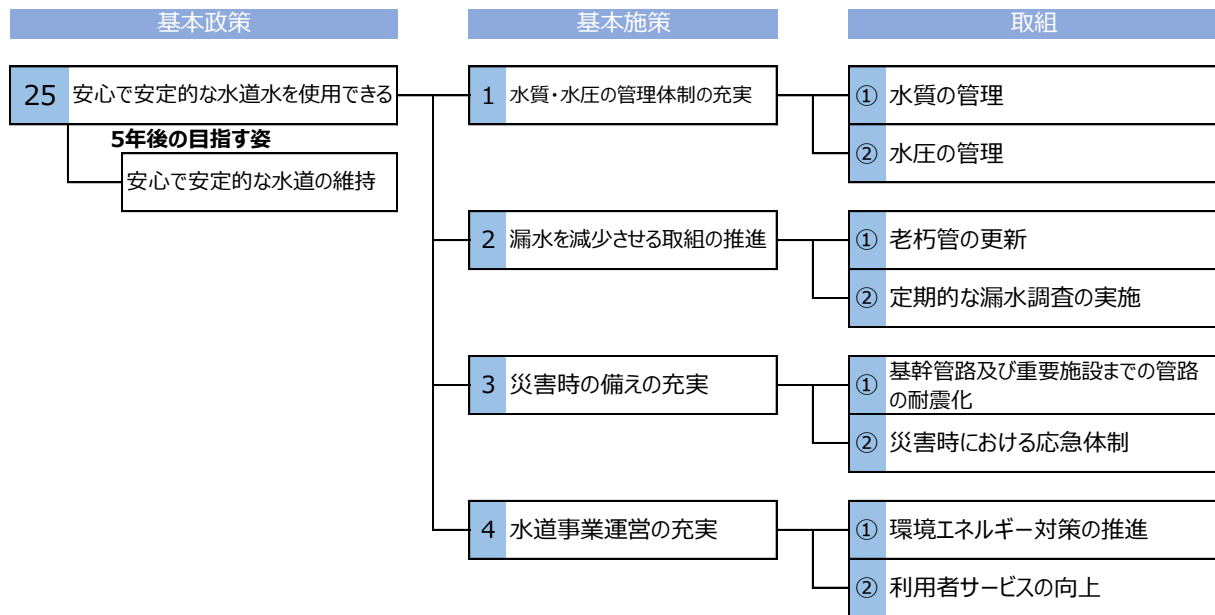 基本政策
基本施策
取組
25 安心で安定的な水道水を使用できる
5年後の目指す姿
安心で安定的な水道の維持
1 水質・水圧の管理体制の充実
① 水質の管理
② 水圧の管理
2 漏水を減少させる取組の推進
① 老朽管の更新
② 定期的な漏水調査の実施
3 災害時の備えの充実
① 基幹管路及び重要施設までの管路
の耐震化
② 災害時における応急体制
4 水道事業運営の充実
① 環境エネルギー対策の推進
② 利用者サービスの向上